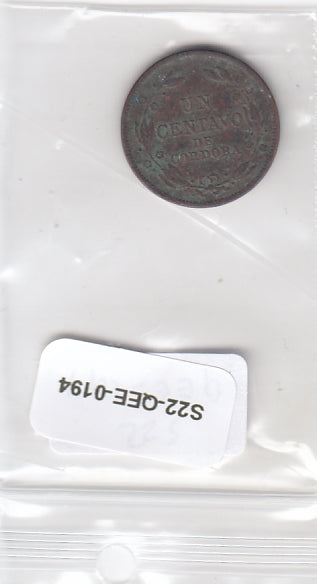 UN
CENTAVO
DE
CORDOBA
S22-QEE-0194